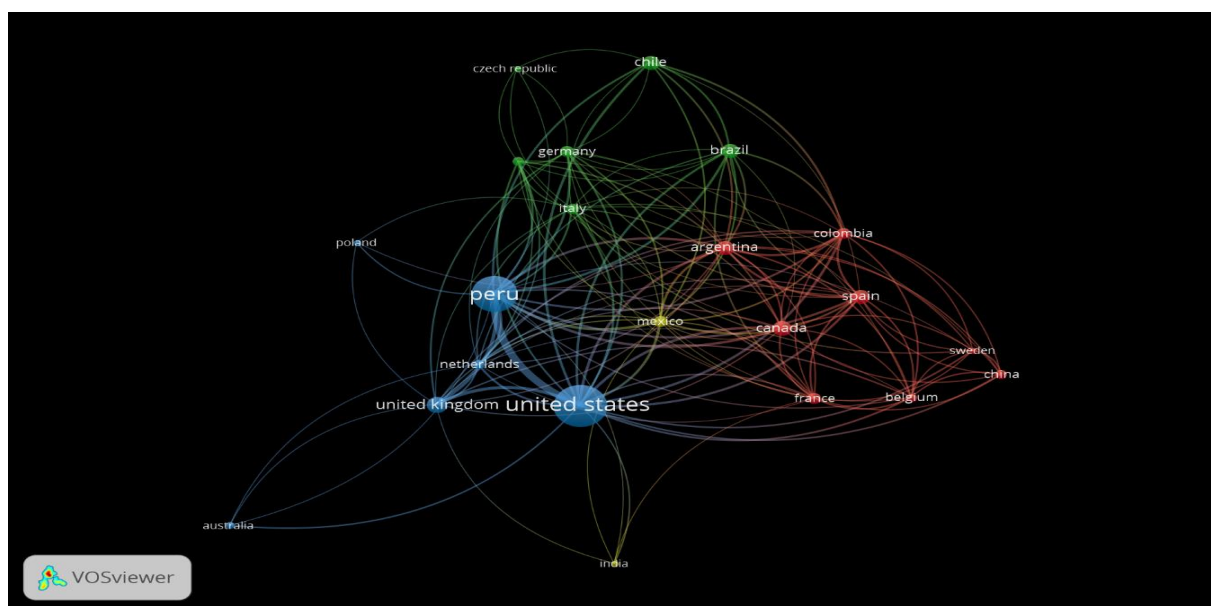 chile
czech republic
germany
brazil
italy
colombia
argentina
poland
peru
spain
mexico
canada
sweden
netherlands
china
france
belgium
united kingdom
united states
australia
india
VOSviewer